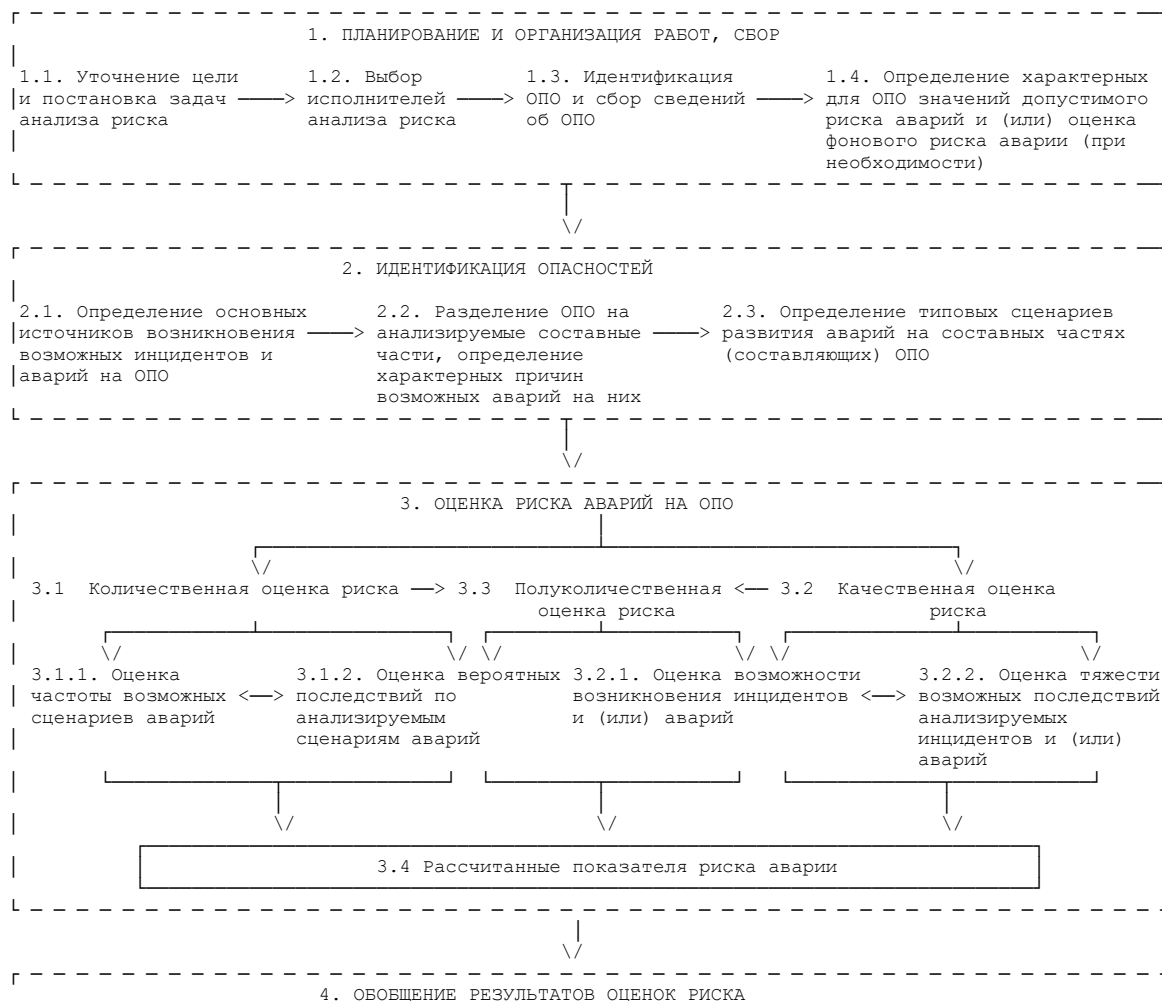 1. ПЛАНИРОВАНИЕ И ОРГАНИЗАЦИЯ РАБОТ, СБОР
1.1. Уточнение цели
и постановка задач
анализа риска
1.2. Выбор
исполнителей
анализа риска
1.3. Идентификация
ОПО и сбор сведений
об ОПО
1.4. Определение характерных
для ОПО значений допустимого
риска аварий и (или) оценка
фонового риска аварии (при
необходимости)
2. ИДЕНТИФИКАЦИЯ ОПАСНОСТЕЙ
2.1. Определение основных
источников возникновения
возможных инцидентов и
аварий на ОПО
2.2. Разделение ОПО на
анализируемые составные
части, определение
характерных причин
возможных аварий на них
2.3. Определение типовых сценариев
развития аварий на составных частях
(составляющих) ОПО
3. ОЦЕНКА РИСКА АВАРИЙ НА ОПО
3.1 Количественная оценка риска
3.3 Полуколичественная
оценка риска
3.2 Качественная оценка
риска
3.1.1. Оценка
частоты возможных
сценариев аварий
3.1.2. Оценка вероятных
последствий по
анализируемым
сценариям аварий
3.2.1. Оценка возможности
возникновения инцидентов
и (или) аварий
3.2.2. Оценка тяжести
возможных последствий
анализируемых
инцидентов и (или)
аварий
3.4 Рассчитанные показателя риска аварии
4. ОБОБЩЕНИЕ РЕЗУЛЬТАТОВ ОЦЕНОК РИСКА